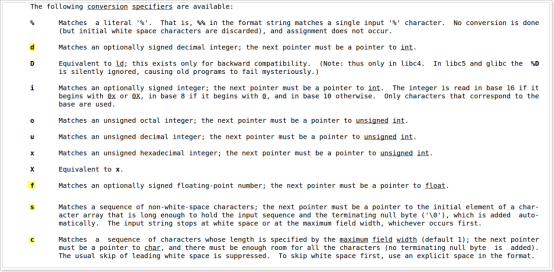 The following conversion specifiers are available:
% Matches a literal '%'. That is, %% in the format string matches a single input '%' character. No conversion is done
(but initial white space characters are discarded), and assignment does not occur.
d Matches an optionally signed decimal integer; the next pointer must be a pointer to int.
D Equivalent to ld; this exists only for backward compatibility. (Note: thus only in libc4. In libc5 and glibc the %D
is silently ignored, causing old programs to fail mysteriously.)
i Matches an optionally signed integer; the next pointer must be a pointer to int. The integer is read in base 16 if it
begins with 0x or 0X, in base 8 if it begins with 0, and in base 10 otherwise. Only characters that correspond to the
base are used.
o Matches an unsigned octal integer; the next pointer must be a pointer to unsigned int.
u Matches an unsigned decimal integer; the next pointer must be a pointer to unsigned int.
x Matches an unsigned hexadecimal integer; the next pointer must be a pointer to unsigned int.
X Equivalent to x.
f Matches an optionally signed floating-point number; the next pointer must be a pointer to float.
s Matches a sequence of non-white-space characters; the next pointer must be a pointer to the initial element of a char-
acter array that is long enough to hold the input sequence and the terminating null byte ('\0'), which is added auto-
matically. The input string stops at white space or at the maximum field width, whichever occurs first.
c Matches a sequence of characters whose length is specified by the maximum field width (default 1); the next pointer
must be a pointer to char, and there must be enough room for all the characters (no terminating null byte is added).
The usual skip of leading white space is suppressed. To skip white space first, use an explicit space in the format.